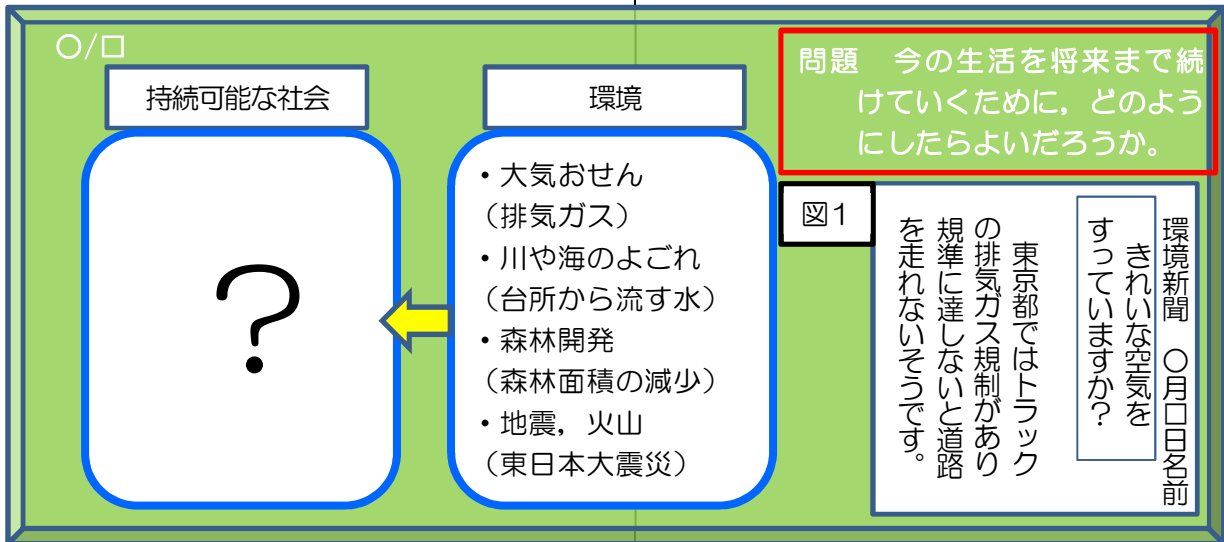 〇/□
問題　今の生活を将来まで続
けていくために，どのよう
にしたらよいだろうか。
図1
環境新聞　〇月□日名前
きれいな空気を
すっていますか？
東京都ではトラック
の排気ガス規制があり
規準に達しないと道路
を走れないそうです。
環境
・大気おせん
（排気ガス）
・川や海のよごれ
（台所から流す水）
・森林開発
（森林面積の減少）
・地震，火山
（東日本大震災）
持続可能な社会
？